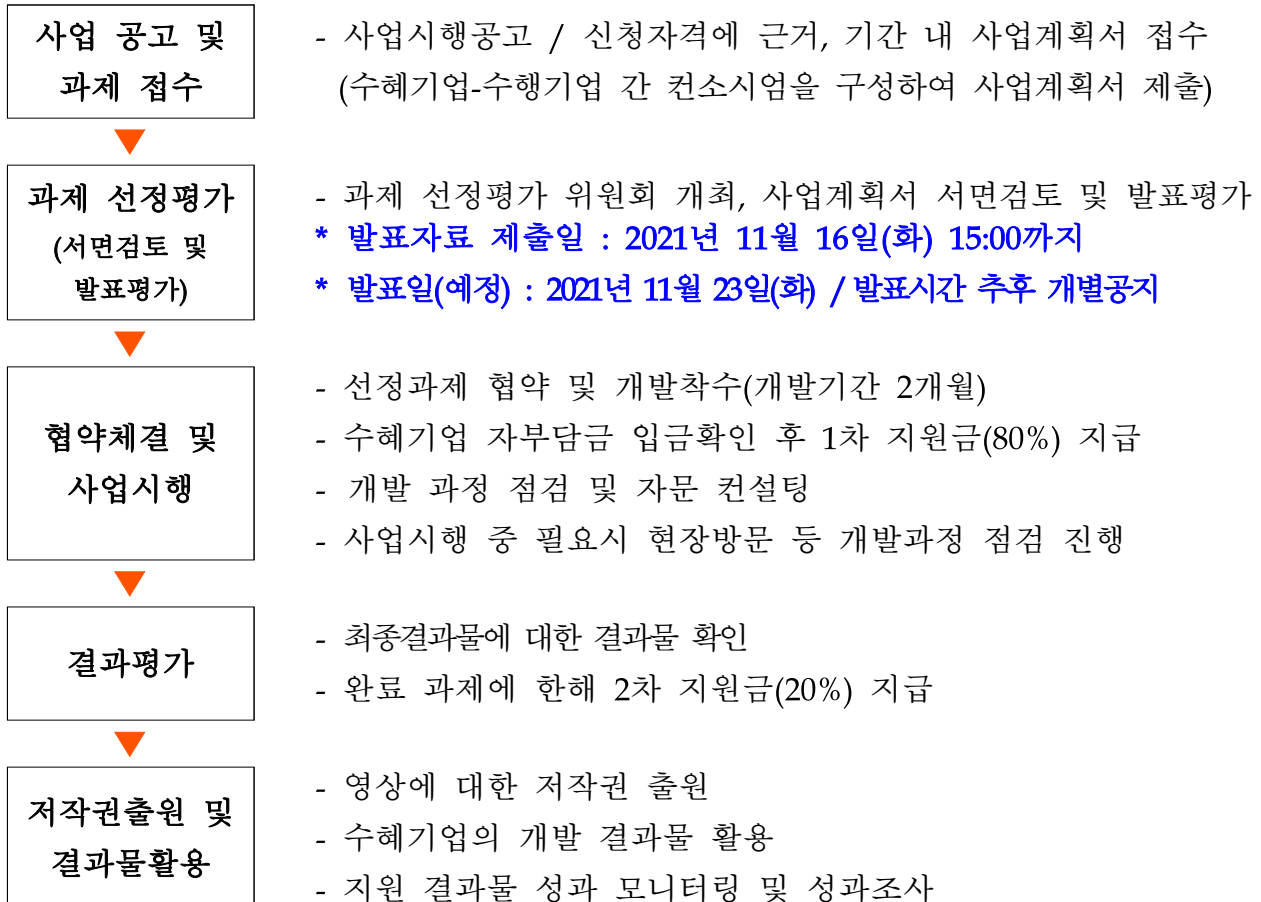 사업 공고 및
과제 접수
- 사업시행공고 / 신청자격에 근거, 기간 내 사업계획서 접수
(수혜기업-수행기업 간 컨소시엄을 구성하여 사업계획서 제출)
과제 선정평가
(서면검토 및
발표평가)
- 과제 선정평가 위원회 개최, 사업계획서 서면검토 및 발표평가
* 발표자료 제출일 : 2021년 11월 16일(화) 15:00까지
* 발표일(예정) : 2021년 11월 23일(화) / 발표시간 추후 개별공지
협약체결 및
사업시행
- 선정과제 협약 및 개발착수(개발기간 2개월)
- 수혜기업 자부담금 입금확인 후 1차 지원금(80%) 지급
- 개발 과정 점검 및 자문 컨설팅
- 사업시행 중 필요시 현장방문 등 개발과정 점검 진행
결과평가
- 최종결과물에 대한 결과물 확인
- 완료 과제에 한해 2차 지원금(20%) 지급
저작권출원 및
결과물활용
- 영상에 대한 저작권 출원
- 수혜기업의 개발 결과물 활용
- 지원 결과물 성과 모니터링 및 성과조사